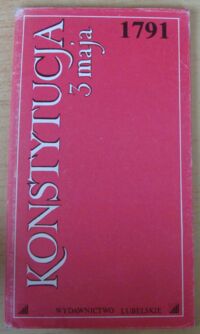 KONSTYTUCJA
3 maja
1791
WYDAWNICTWO LUBELSKIE